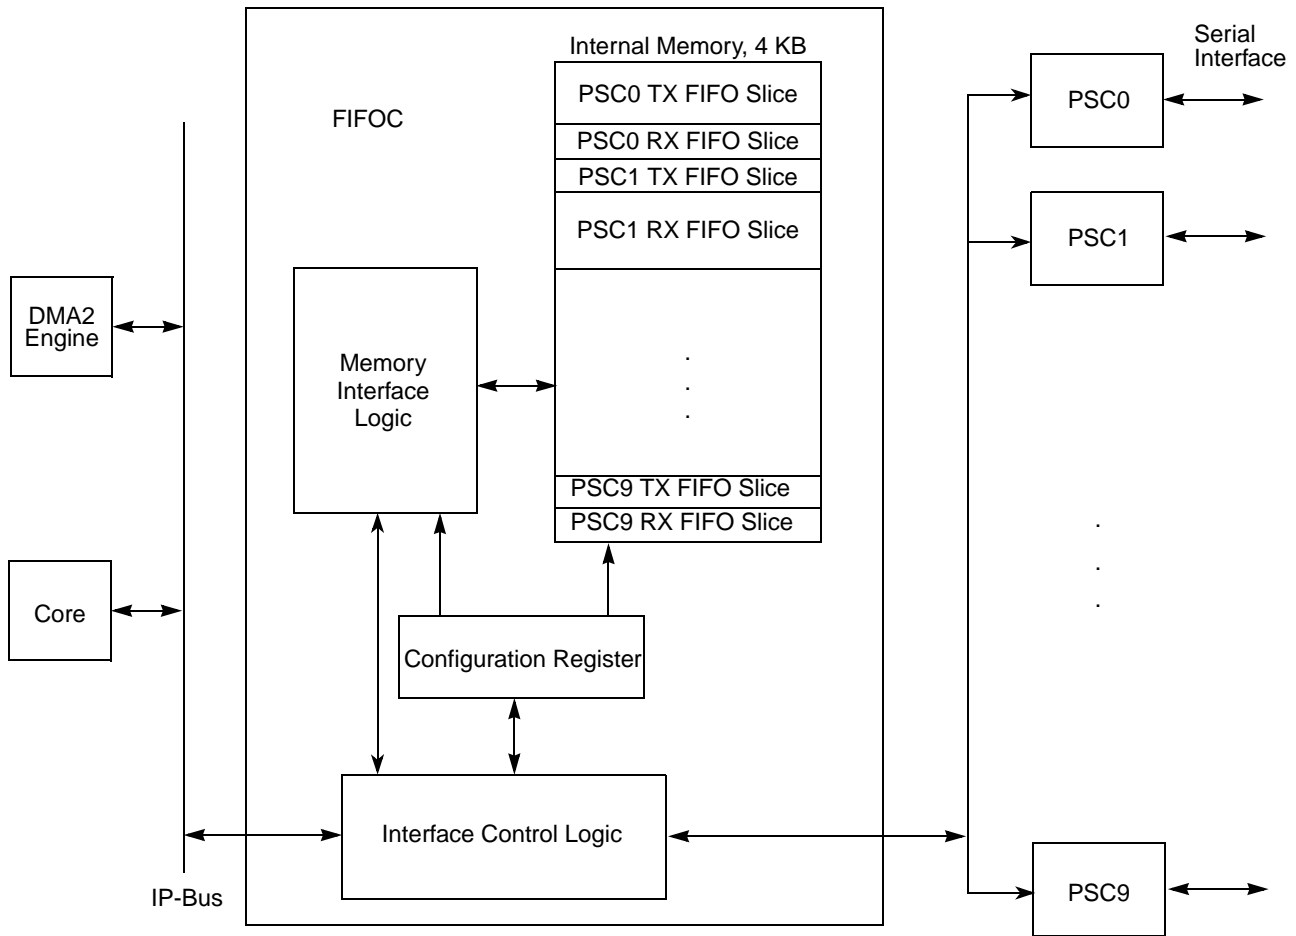 Internal Memory, 4 KB
Serial
Interface
PSC0 TX FIFO Slice
PSC0
FIFOC
PSC0 RX FIFO Slice
PSC1 TX FIFO Slice
PSC1 RX FIFO Slice
PSC1
DMA2
Engine
Memory
Interface
Logic
.
.
.
PSC9 TX FIFO Slice
PSC9 RX FIFO Slice
.
.
.
Core
Configuration Register
Interface Control Logic
IP-Bus
PSC9